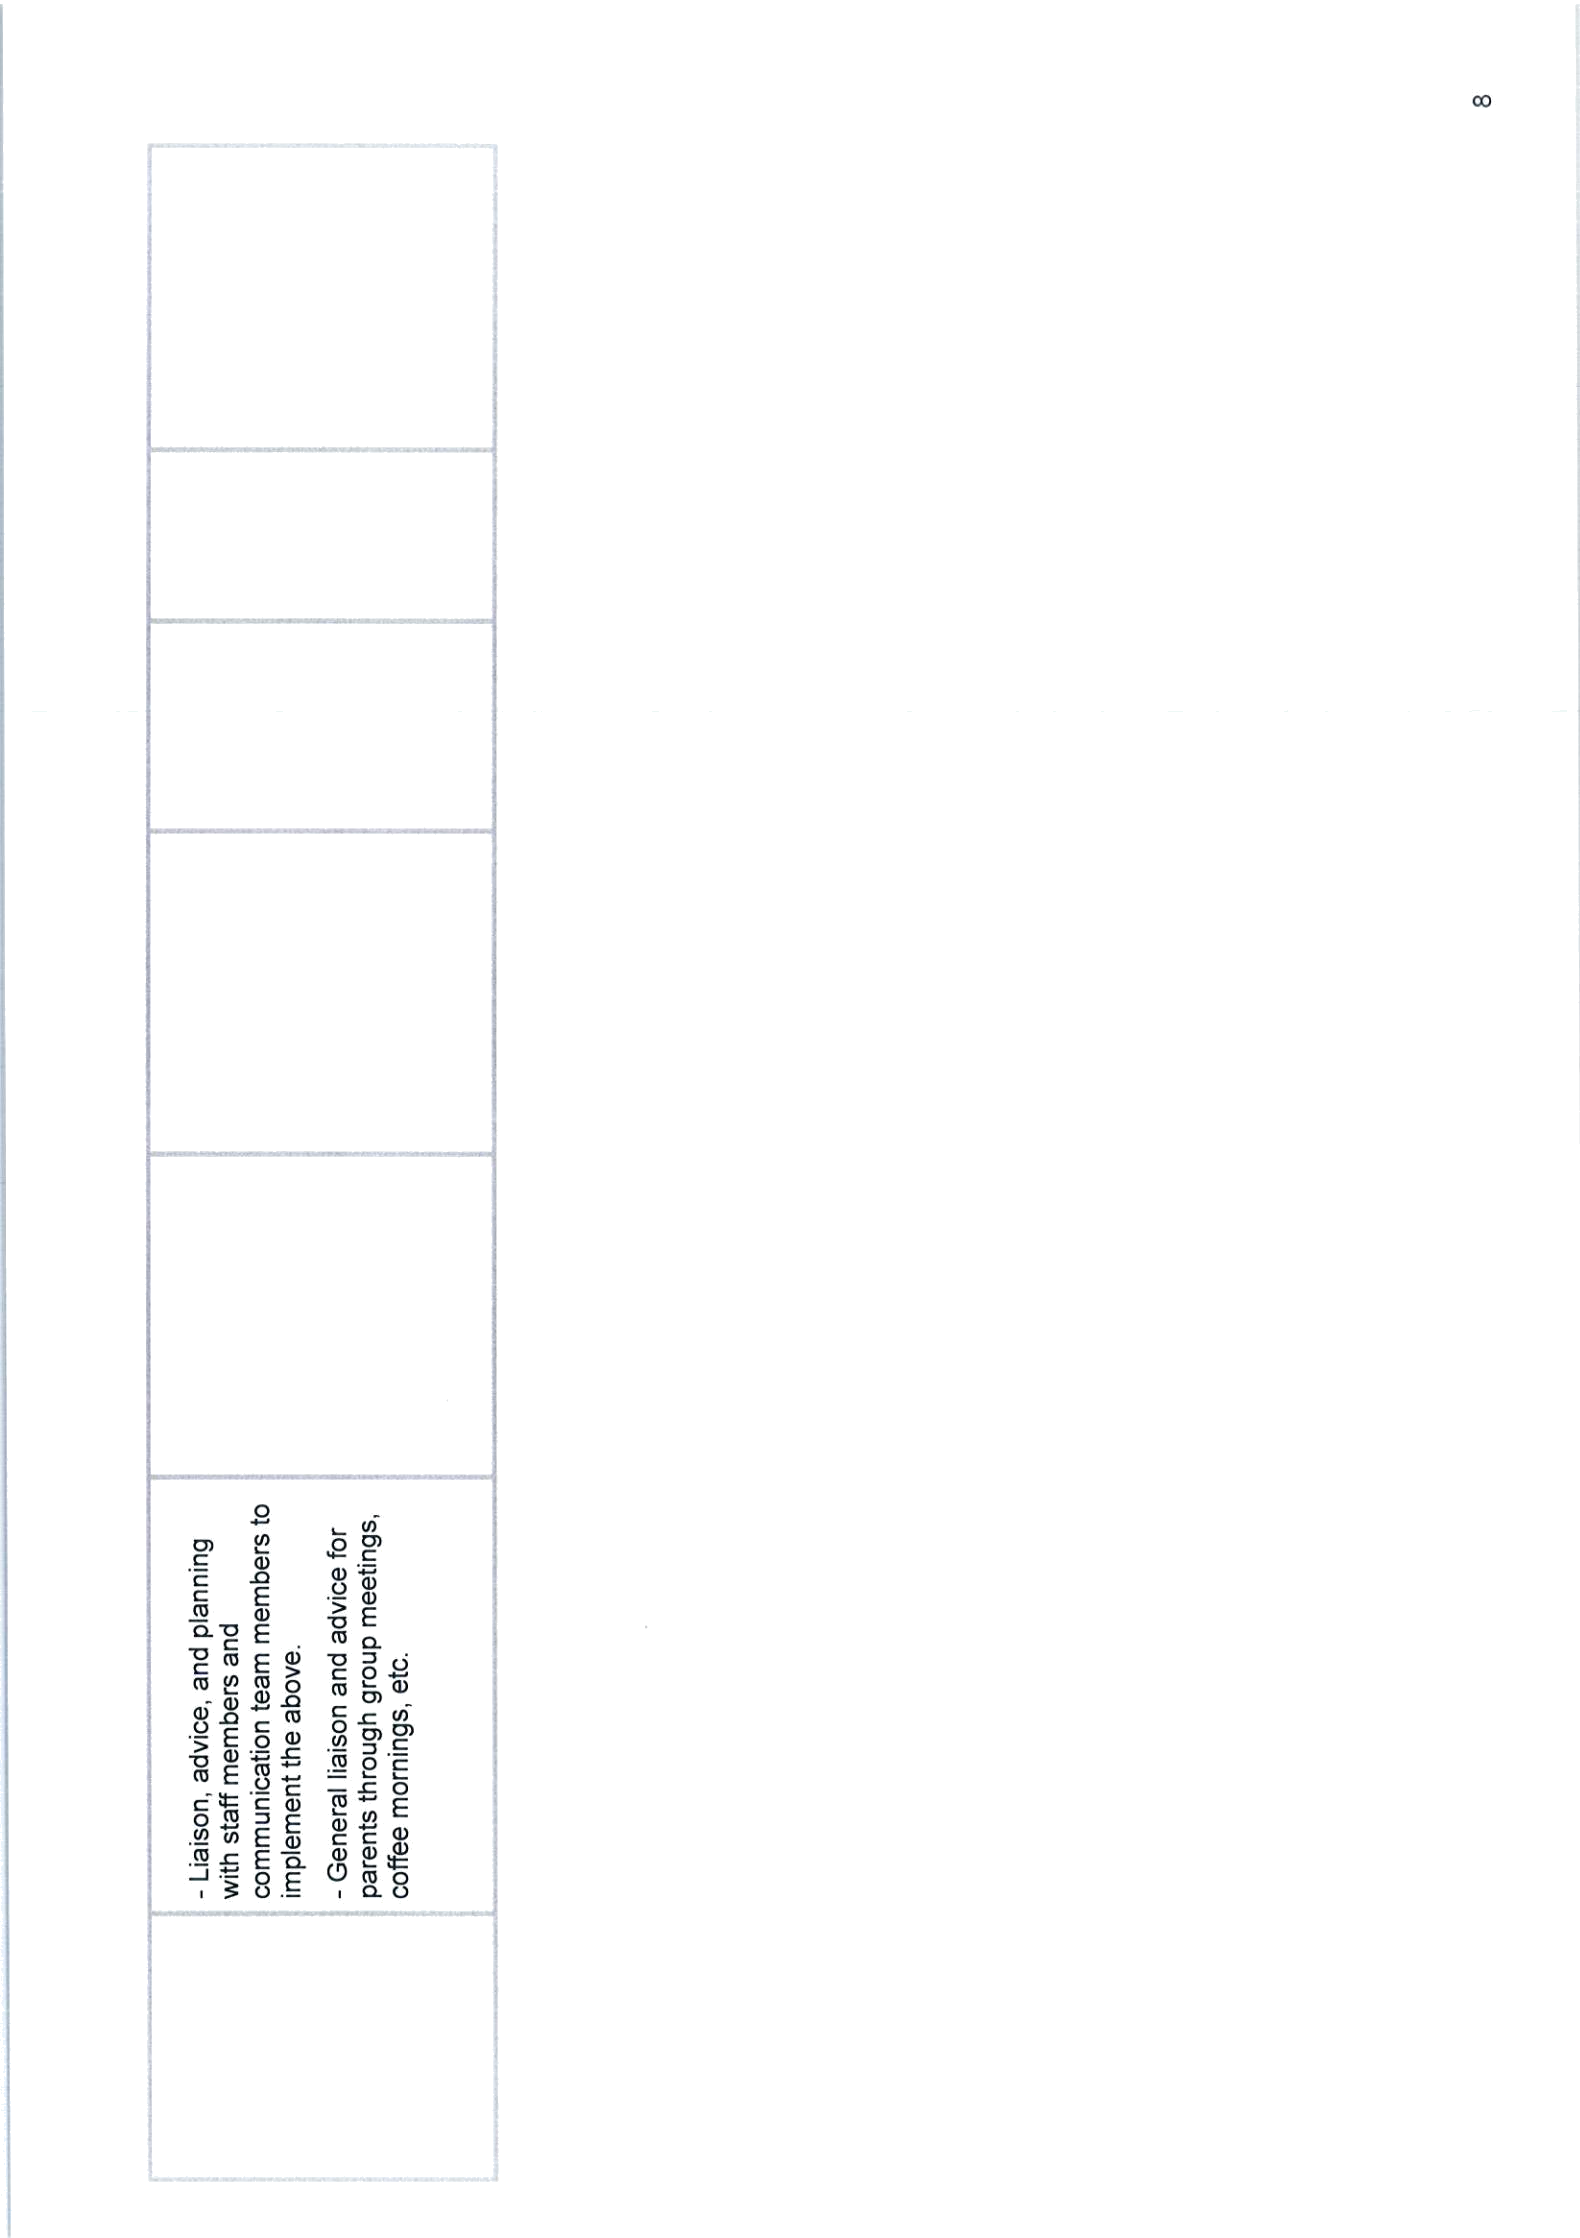 - Liaison, advice, and planning
with staff members and
communication team members to
implement the above.
- General liaison and advice for
parents through group meetings,
coffee mornings, etc.
8